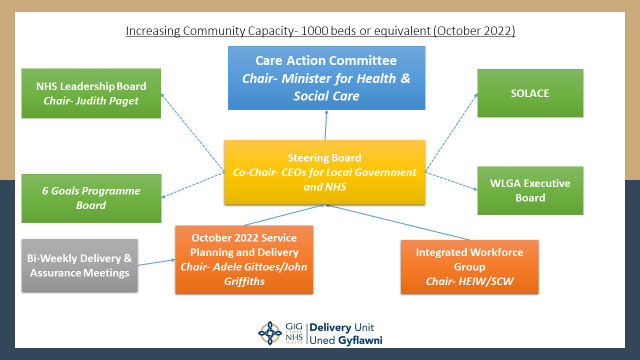 Increasing Community Capacity- 1000 beds or equivalent (October 2022)
Care Action Committee
Chair- Minister for Health &
Social Care
NHS Leadership Board
Chair- Judith Paget
SOLACE
Steering Board
Co-Chair- CEOs for Local Government
and NHS
6 Goals Programme
Board
WLGA Executive
Board
Bi-Weekly Delivery &
Assurance Meetings
October 2022 Service
Planning and Delivery
Chair- Adele Gittoes/John
Griffiths
Integrated Workforce
Group
Chair- HEIW/SCW
GIG
NHS
Delivery Unit
Uned Gyflawni